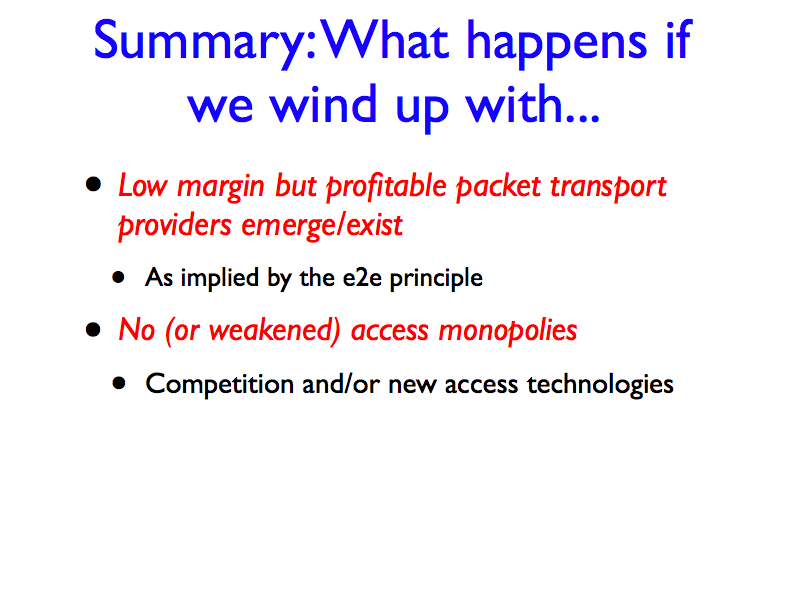 Summary: What happens if
we wind up with...
• Low margin but profitable packet transport
providers emerge/exist
• As implied by the e2e principle
• No (or weakened) access monopolies
• Competition and/or new access technologies